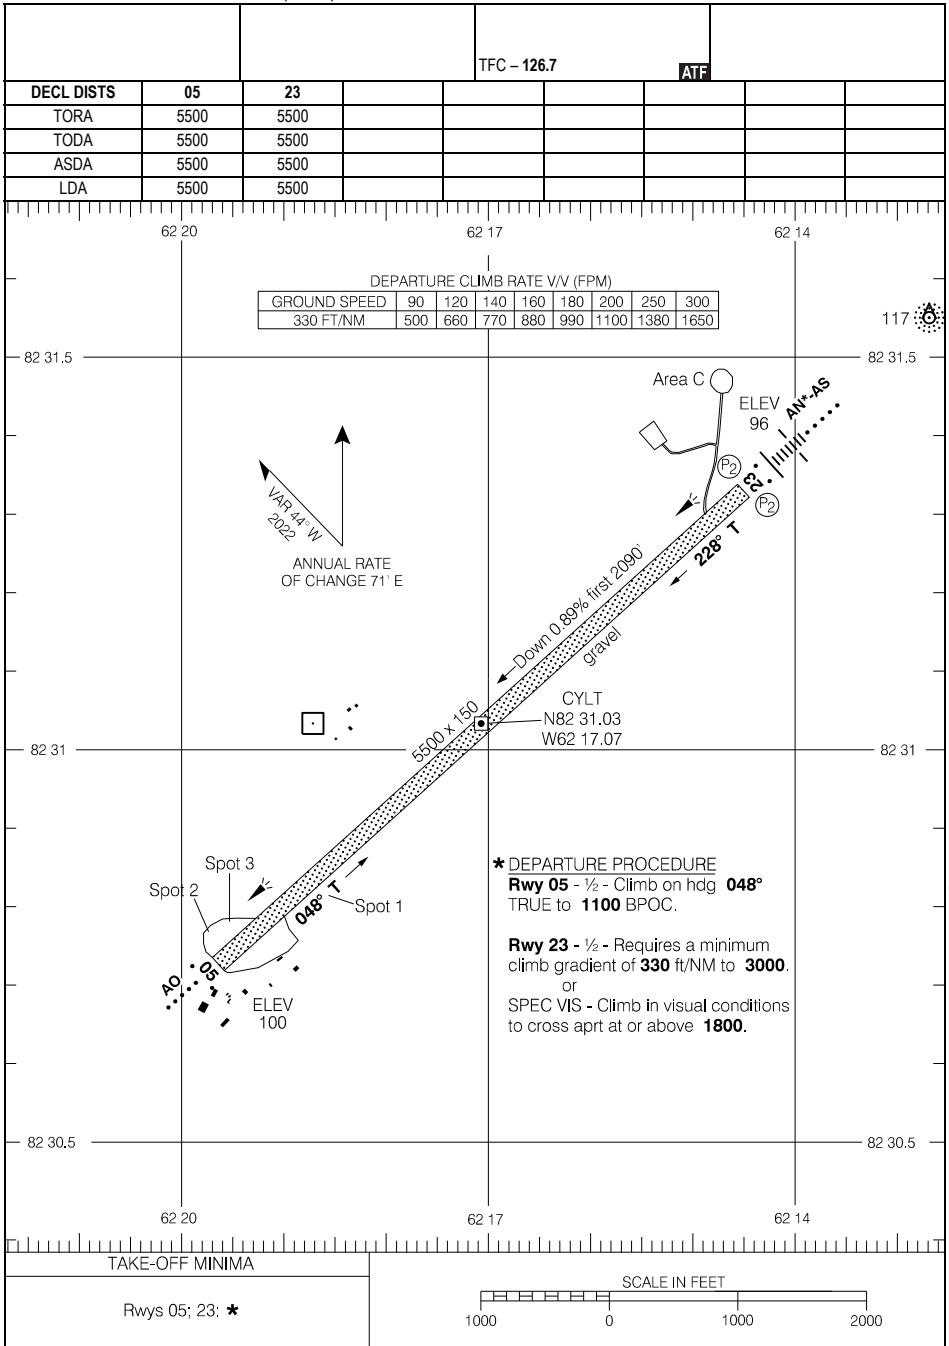 TFC – 126.7
ATF
DECL DISTS 05 23
TORA 5500 5500
TODA 5500 5500
ASDA 5500 5500
LDA 5500 5500
62 20 62 17 62 14
DEPARTURE CLIMB RATE V/V (FPM)
GROUND SPEED 90 120 140 160 180 200 250 300
330 FT/NM 500 660 770 880 990 1100 1380 1650
117
A
82 31.5 82 31.5
Area C
ELEV
96
AN*-AS
P2
23
P2
VAR 44° W
2022
ANNUAL RATE
OF CHANGE 71' E
228° T
Down 0.89% first 2090'
gravel
CYLT
N82 31.03
W62 17.07
5500 x 150
82 31 82 31
Spot 3
Spot 2
048° T
Spot 1
05
AO
ELEV
100
* DEPARTURE PROCEDURE
Rwy 05 - ½ - Climb on hdg 048°
TRUE to 1100 BPOC.
Rwy 23 - ½ - Requires a minimum
climb gradient of 330 ft/NM to 3000.
or
SPEC VIS - Climb in visual conditions
to cross aprt at or above 1800.
82 30.5 82 30.5
62 20 62 17 62 14
TAKE-OFF MINIMA
Rwys 05; 23: *
SCALE IN FEET
1000 0 1000 2000